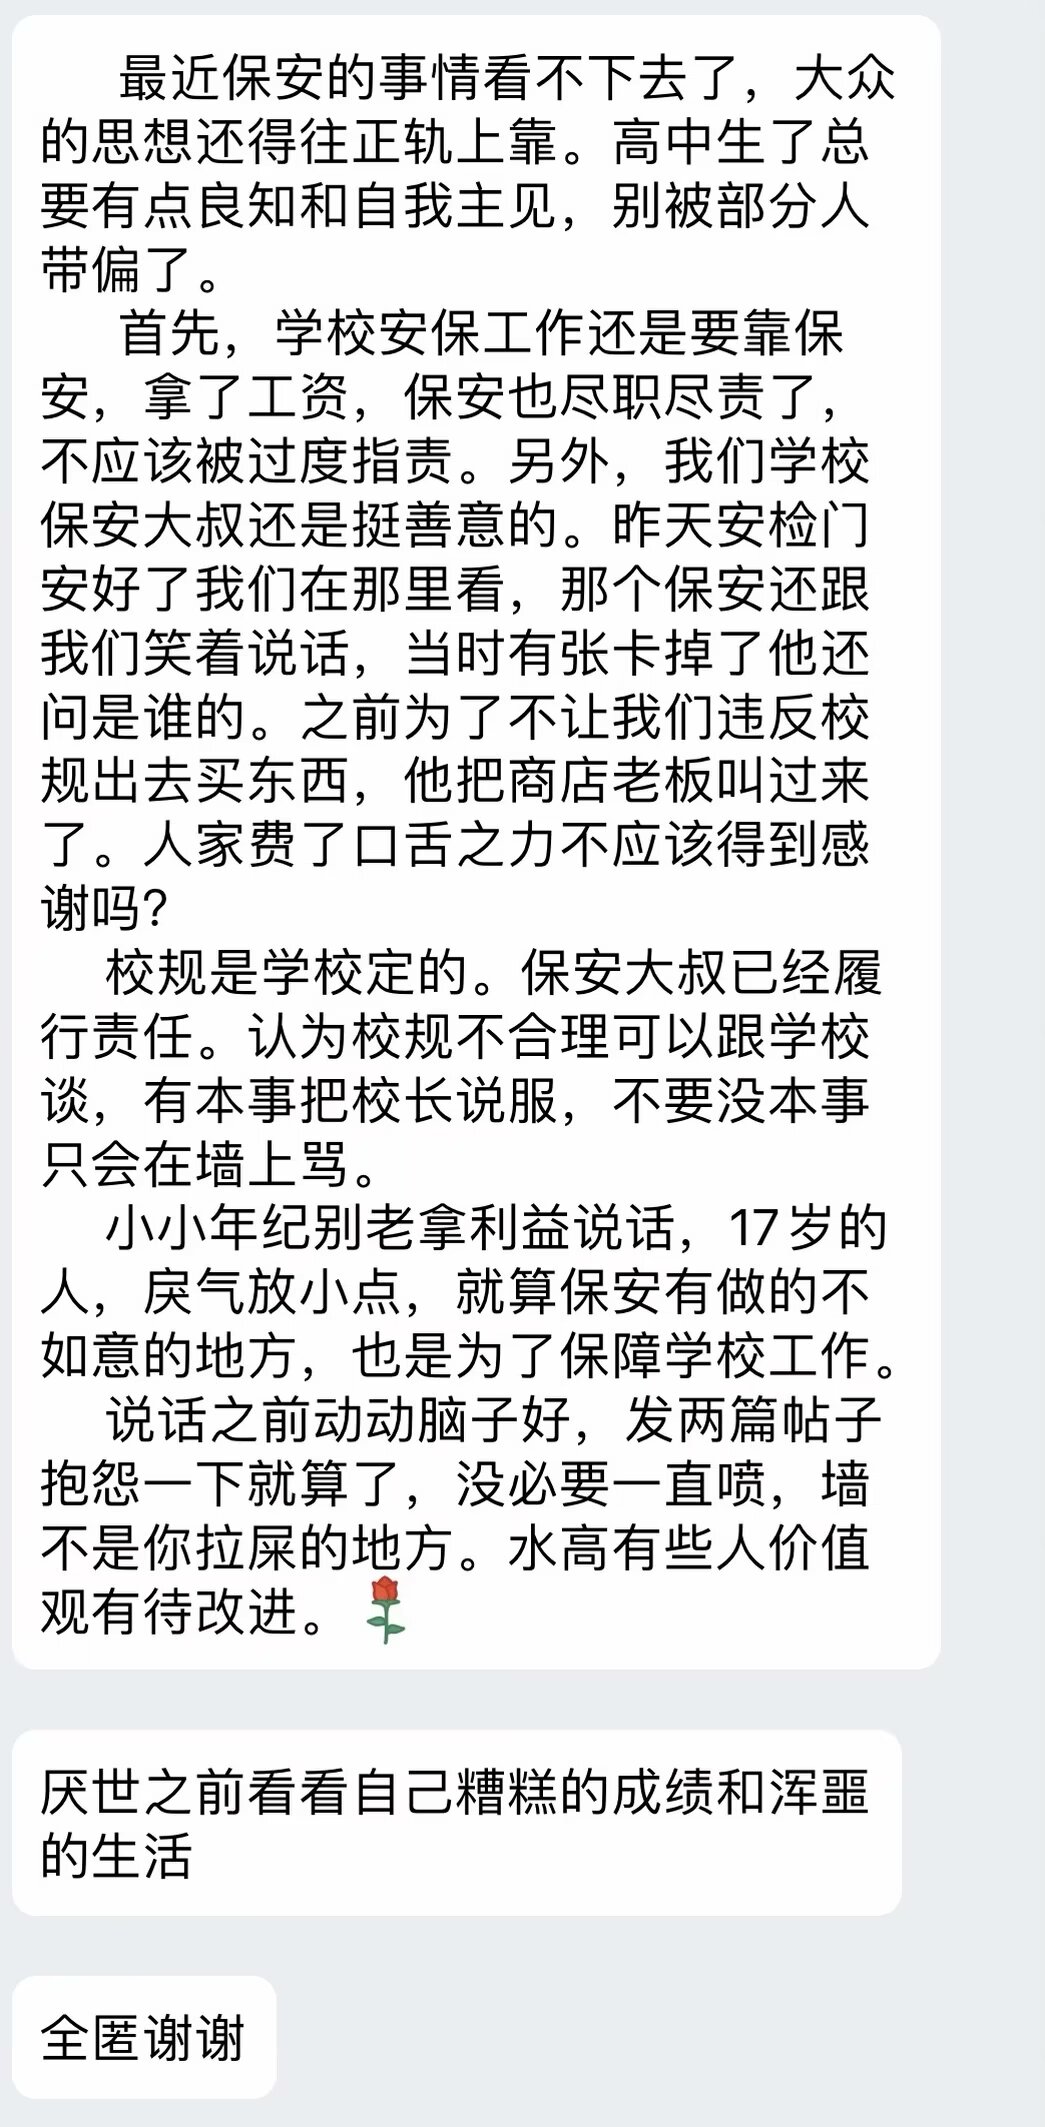 最近保安的事情看不下去了，大众
的思想还得往正轨上靠。高中生了总
要有点良知和自我主见，别被部分人
带偏了。
首先，学校安保工作还是要靠保
安，拿了工资，保安也尽职尽责了，
不应该被过度指责。另外，我们学校
保安大叔还是挺善意的。昨天安检门
安好了我们在那里看，那个保安还跟
我们笑着说话，当时有张卡掉了他还
问是谁的。之前为了不让我们违反校
规出去买东西，他把商店老板叫过来
了。人家费了口舌之力不应该得到感
谢吗？
校规是学校定的。保安大叔已经履
行责任。认为校规不合理可以跟学校
谈，有本事把校长说服，不要没本事
只会在墙上骂。
小小年纪别老拿利益说话，17岁的
人，戾气放小点，就算保安有做的不
如意的地方，也是为了保障学校工作。
说话之前动动脑子好，发两篇帖子
抱怨一下就算了，没必要一直喷，墙
不是你拉屎的地方。水高有些人价值
观有待改进。🌹
厌世之前看看自己糟糕的成绩和浑噩
的生活
全匿谢谢